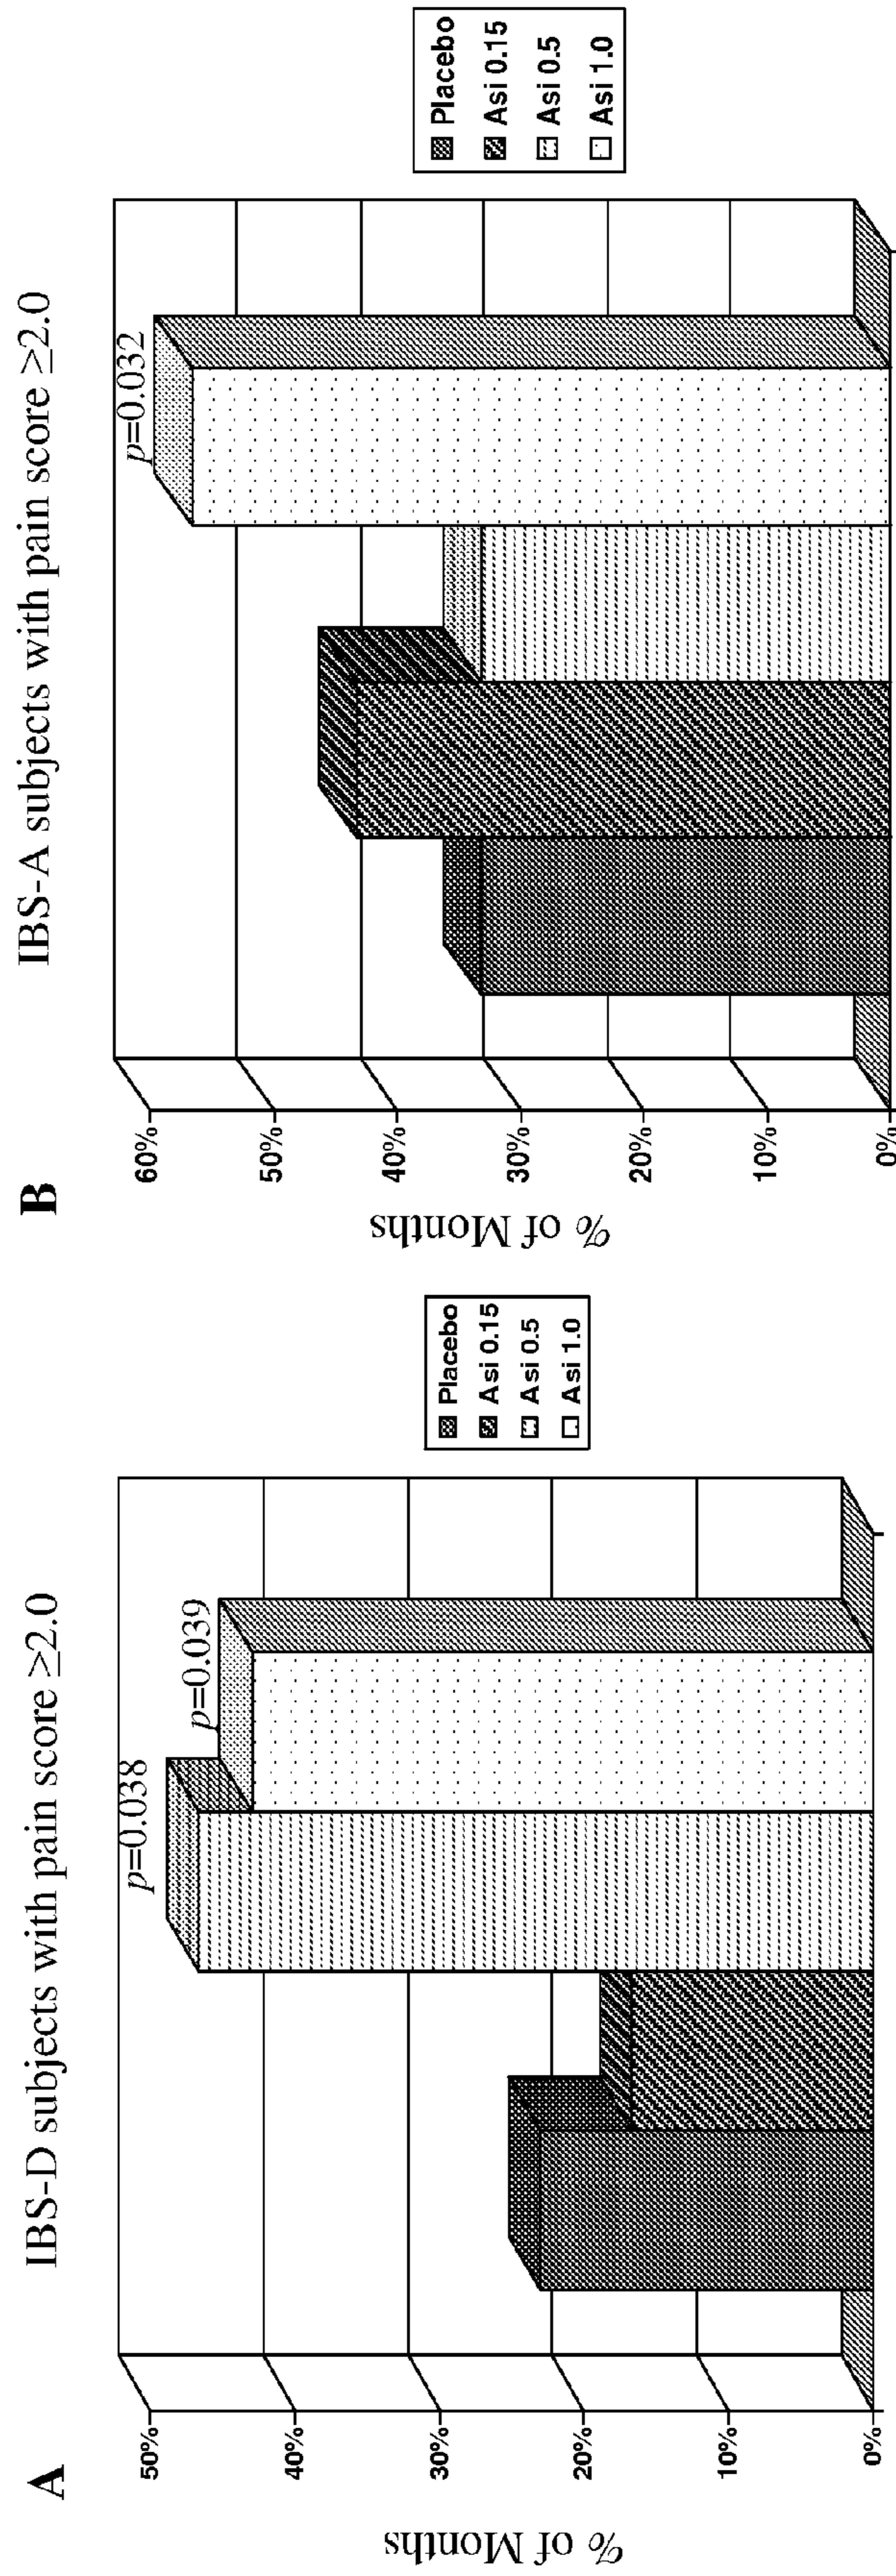 A
IBS-D subjects with pain score ≥2.0
% of Months
50%
40%
30%
20%
10%
0%
p=0.038
p=0.039
Placebo
Asi 0.15
Asi 0.5
Asi 1.0
B
IBS-A subjects with pain score ≥2.0
% of Months
60%
50%
40%
30%
20%
10%
0%
p=0.032
Placebo
Asi 0.15
Asi 0.5
Asi 1.0